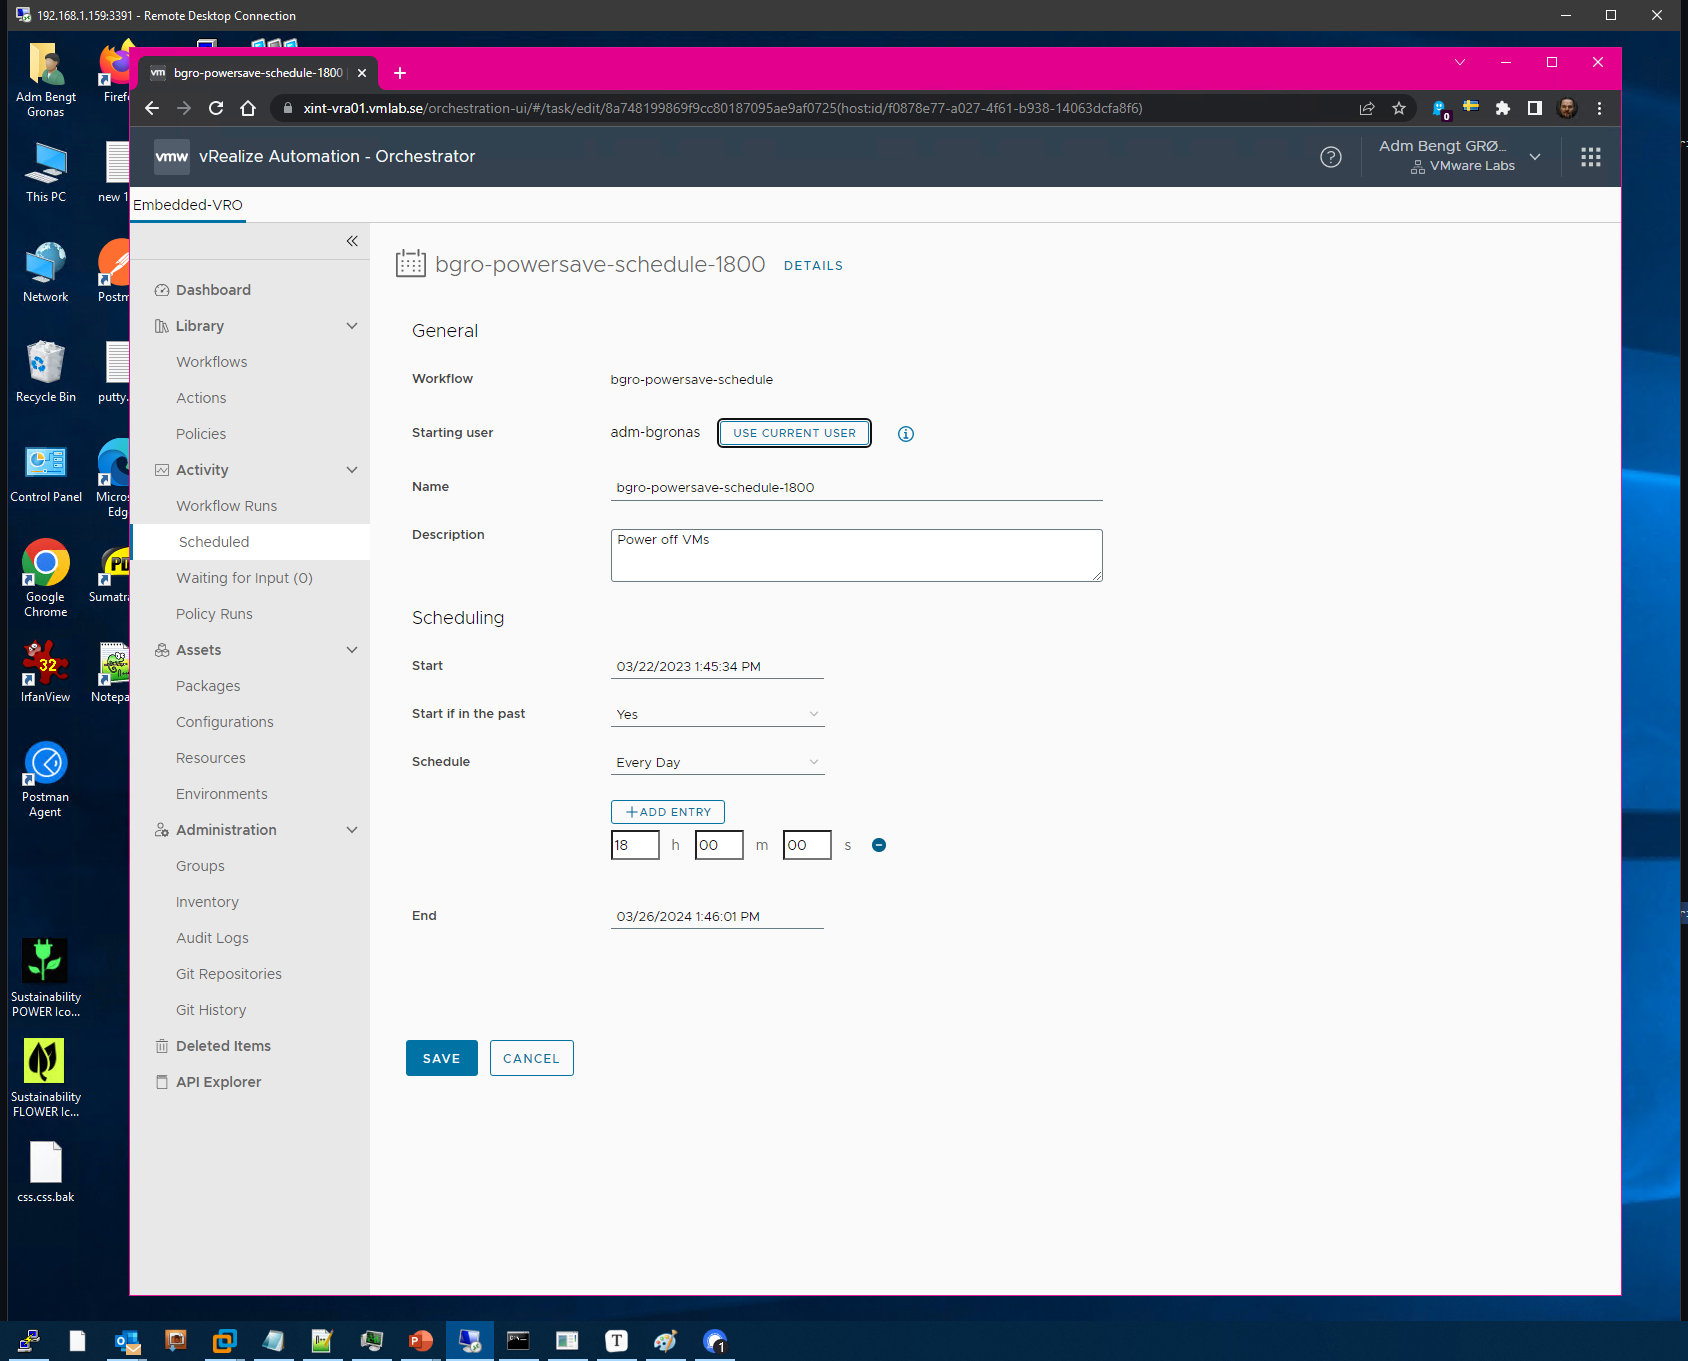 192.168.1.159:3391 - Remote Desktop Connection
bgro-powersave-schedule-1800
xint-vra01.vmlab.se/orchestration-ui/#/task/edit/8a748199869f9cc80187095ae9af0725(hostid/f0878e77-a027-4f61-b938-14063dcfa8f6)
0
vmw vRealize Automation - Orchestrator
Adm Bengt GRØ...
VMware Labs
Embedded-VRO
Dashboard
Library
Workflows
Actions
Policies
Activity
Workflow Runs
Scheduled
Waiting for Input (0)
Policy Runs
Assets
Packages
Configurations
Resources
Environments
Administration
Groups
Inventory
Audit Logs
Git Repositories
Git History
Deleted Items
API Explorer
bgro-powersave-schedule-1800 DETAILS
General
Workflow bgro-powersave-schedule
Starting user adm-bgronas USE CURRENT USER
Name bgro-powersave-schedule-1800
Description Power off VMs
Scheduling
Start 03/22/2023 1:45:34 PM
Start if in the past Yes
Schedule Every Day
ADD ENTRY
18 h 00 m 00 s
End 03/26/2024 1:46:01 PM
SAVE CANCEL
Adm Bengt
Gronas
Firef
This PC
new 1
Network
Postm
Recycle Bin
putty.
Control Panel
Micros
Edg
Google
Chrome
Sumatra
IrfanView
Notepa
Postman
Agent
Sustainability
POWER Ico...
Sustainability
FLOWER Ic...
css.css.bak